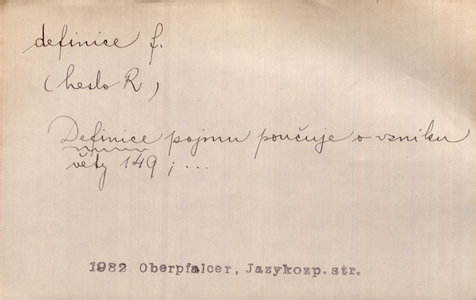 definice f.
(heslo R)
Definice pojmu poučuje o vzniku
věty 149; ...
1932 Oberpfalcer, Jazykozp. str.